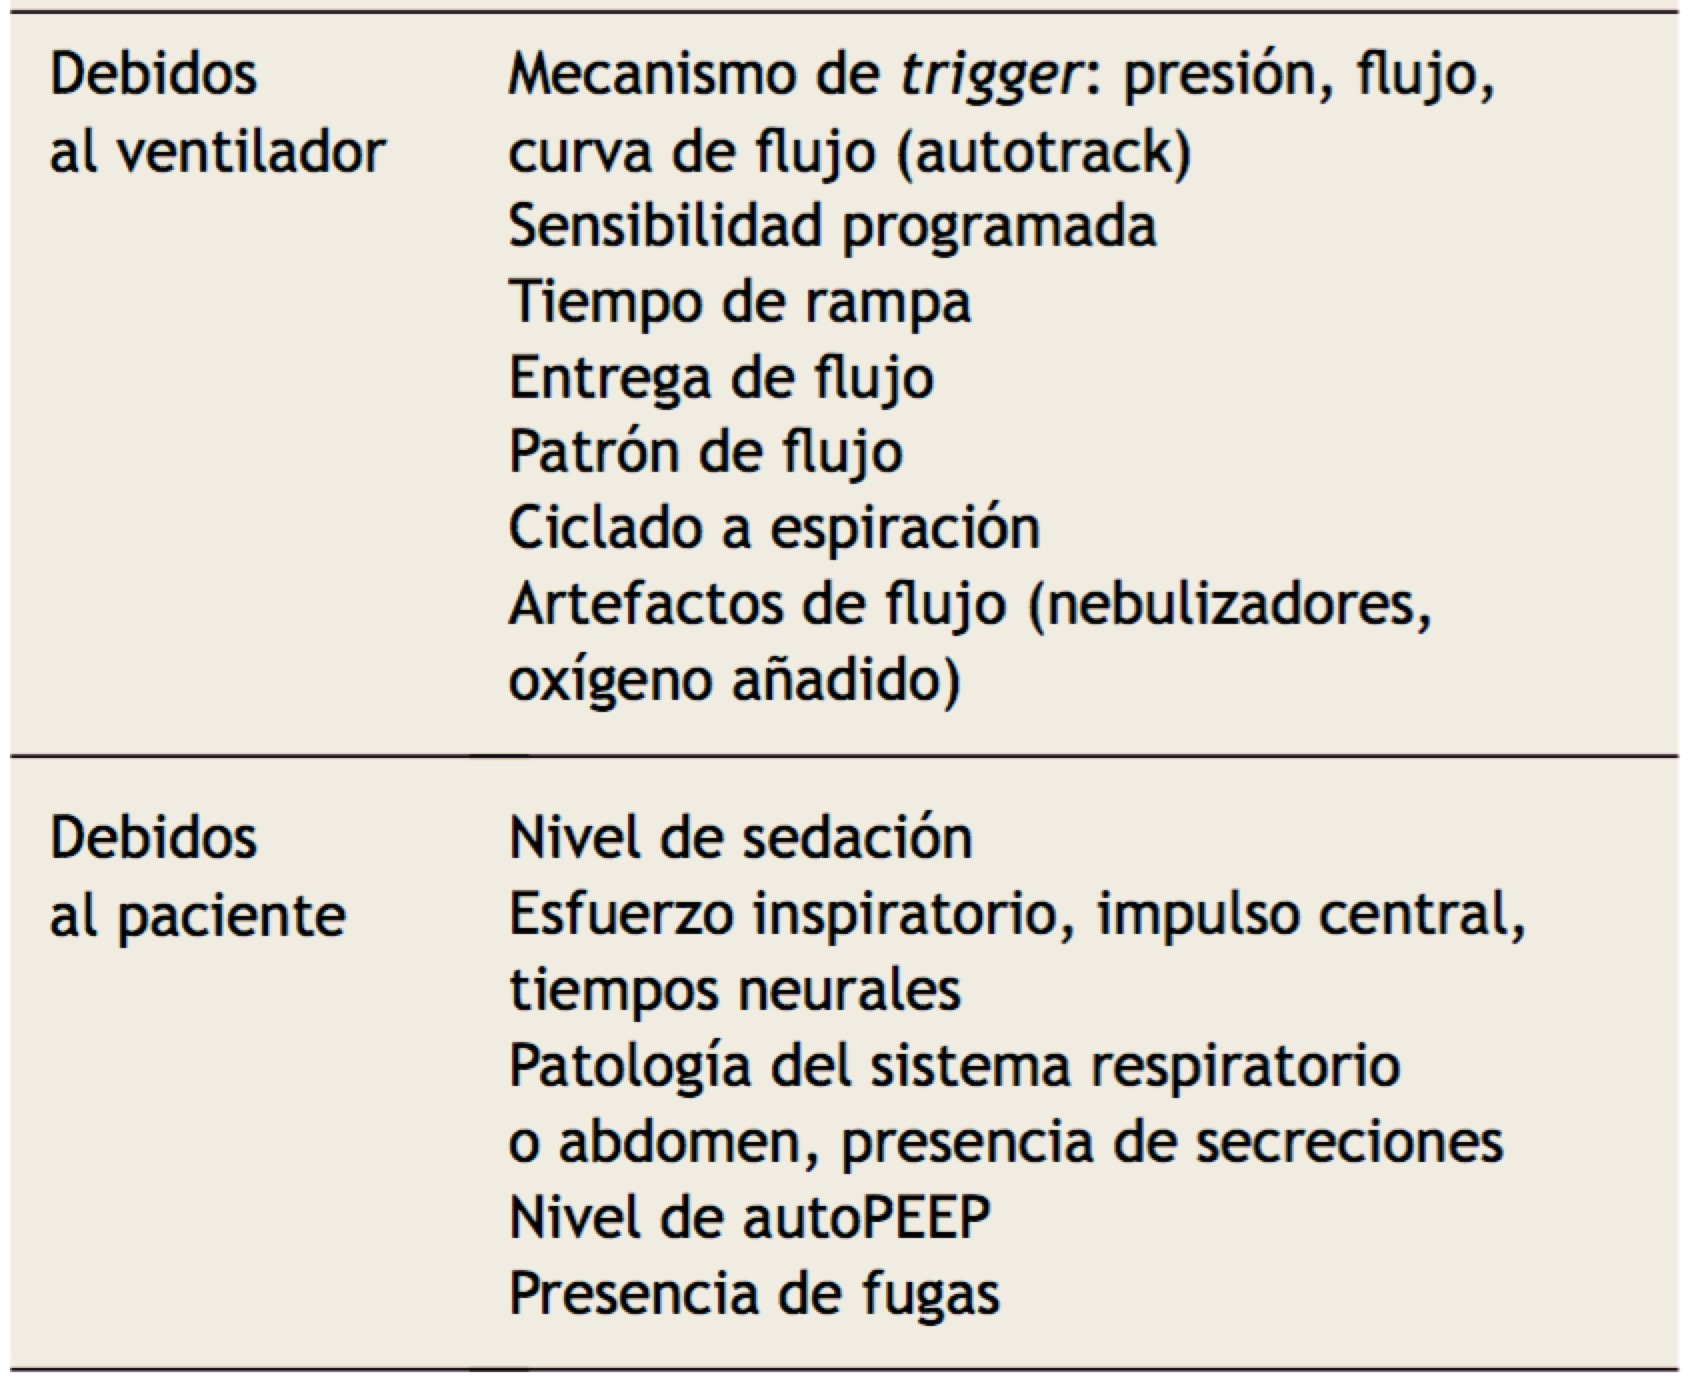 Debidos
al ventilador
Mecanismo de trigger: presión, flujo,
curva de flujo (autotrack)
Sensibilidad programada
Tiempo de rampa
Entrega de flujo
Patrón de flujo
Ciclado a espiración
Artefactos de flujo (nebulizadores,
oxígeno añadido)
Debidos
al paciente
Nivel de sedación
Esfuerzo inspiratorio, impulso central,
tiempos neurales
Patología del sistema respiratorio
o abdomen, presencia de secreciones
Nivel de autoPEEP
Presencia de fugas